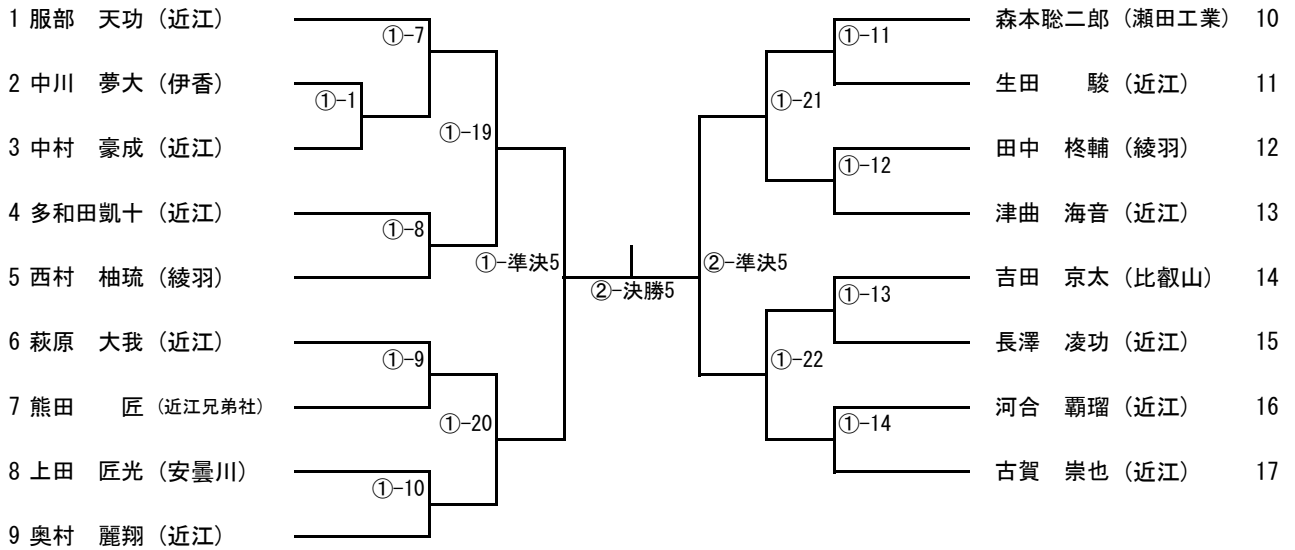 1 服部　天功（近江）
2 中川　夢大（伊香）
3 中村　豪成（近江）
4 多和田凱十（近江）
5 西村　柚琉（綾羽）
6 萩原　大我（近江）
7 熊田　　匠（近江兄弟社）
8 上田　匠光（安曇川）
9 奥村　麗翔（近江）
①-7
①-1
①-19
①-8
①-準決5
①-9
①-20
①-10
②-決勝5
②-準決5
①-11
①-21
①-12
①-13
①-22
①-14
森本聡二郎（瀬田工業） 10
生田　　駿（近江） 11
田中　柊輔（綾羽） 12
津曲　海音（近江） 13
吉田　京太（比叡山） 14
長澤　凌功（近江） 15
河合　覇瑠（近江） 16
古賀　崇也（近江） 17